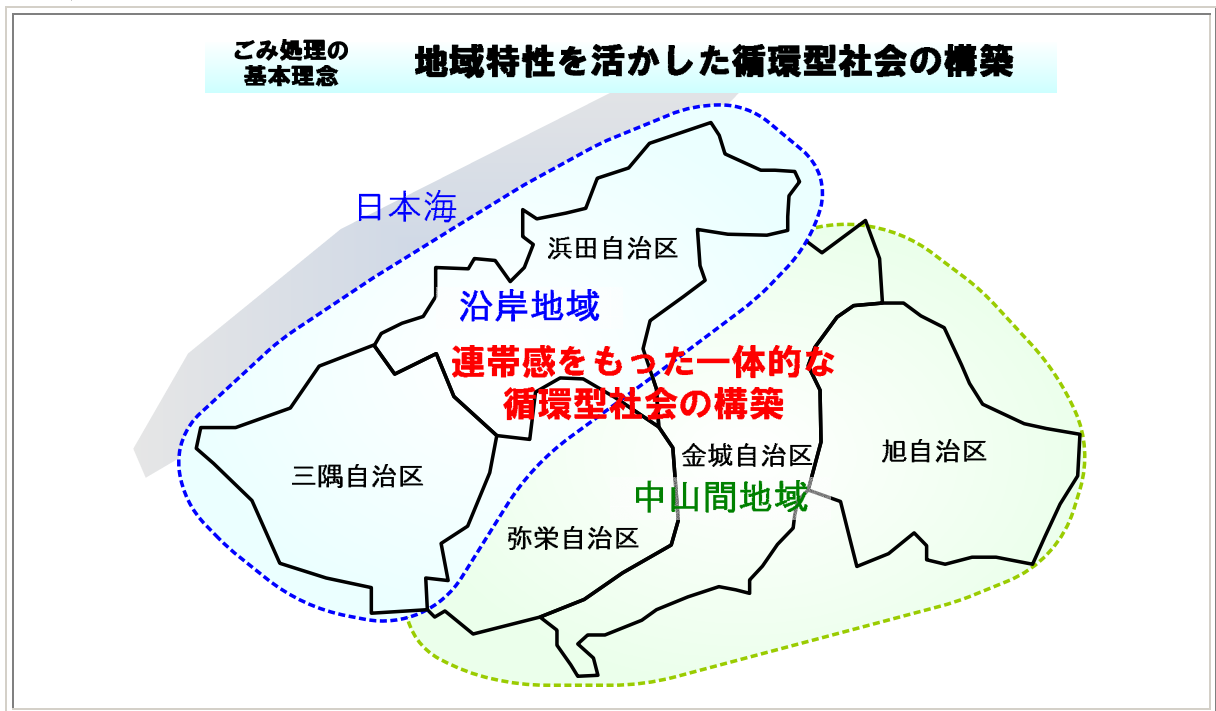 ごみ処理の
基本理念
地域特性を活かした循環型社会の構築
日本海
浜田自治区
沿岸地域
連帯感をもった一体的な
循環型社会の構築
金城自治区
旭自治区
三隅自治区
中山間地域
弥栄自治区